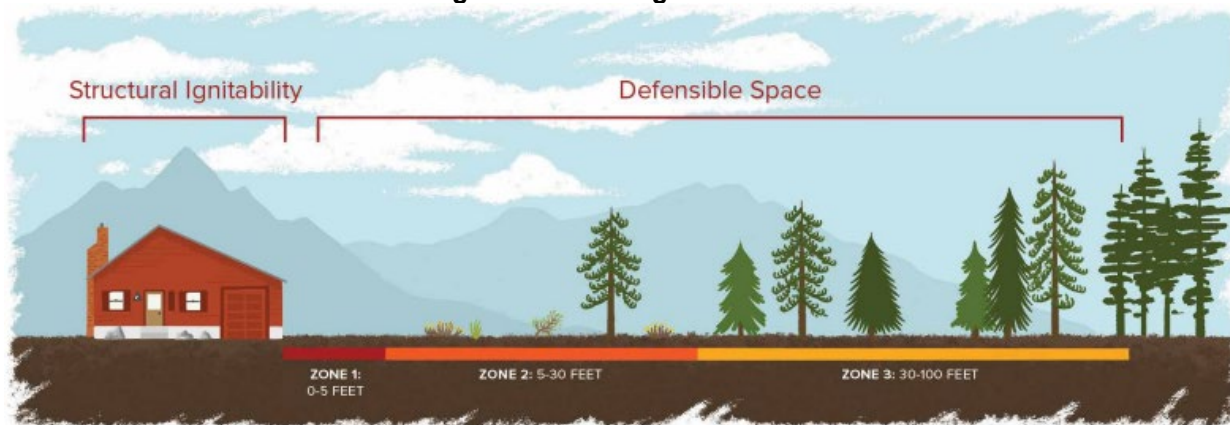 Structural Ignitability
Defensible Space
ZONE 1:
0-5 FEET
ZONE 2: 5-30 FEET
ZONE 3: 30-100 FEET